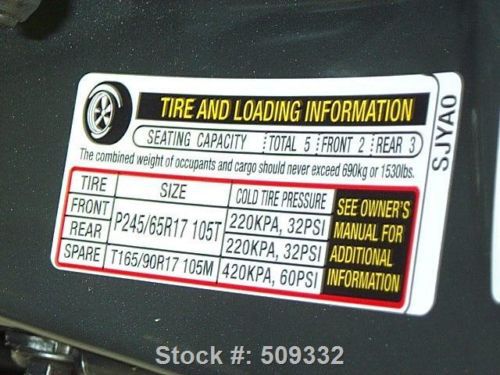 TIRE AND LOADING INFORMATION
SEATING CAPACITY TOTAL 5 FRONT 2 REAR 3
The combined weight of occupants and cargo should never exceed 690kg or 1530lbs.
TIRE SIZE COLD TIRE PRESSURE
FRONT P245/65R17 105T 220KPA, 32PSI
REAR 220KPA, 32PSI
SPARE T165/90R17 105M 420KPA, 60PSI
SEE OWNER'S
MANUAL FOR
ADDITIONAL
INFORMATION
SJYA0
Stock #: 509332